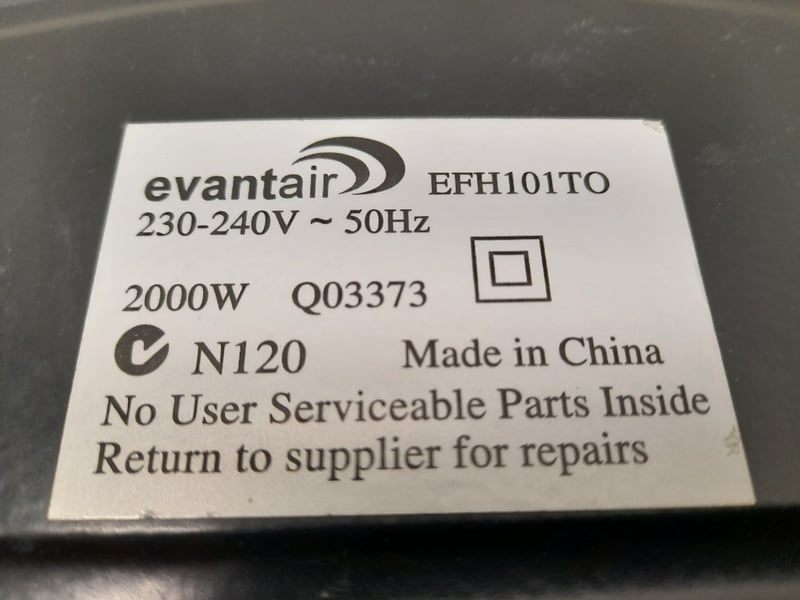 evantair EFH101TO
230-240V ~ 50Hz
2000W Q03373
N120 Made in China
No User Serviceable Parts Inside
Return to supplier for repairs